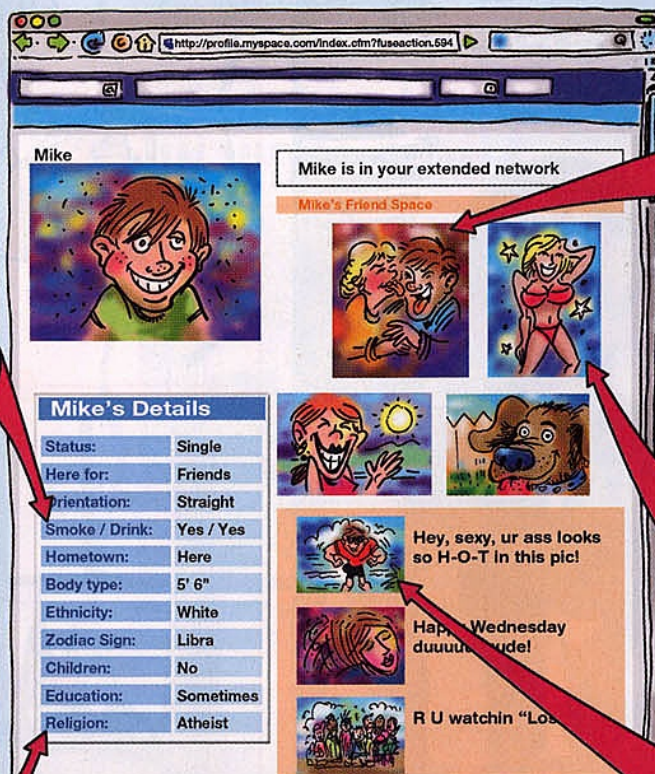 http://profile.myspace.com/index.cfm?fuseaction.594
Mike
Mike is in your extended network
Mike's Friend Space
Mike's Details
Status: Single
Here for: Friends
Orientation: Straight
Smoke / Drink: Yes / Yes
Hometown: Here
Body type: 5' 6"
Ethnicity: White
Zodiac Sign: Libra
Children: No
Education: Sometimes
Religion: Atheist
Hey, sexy, ur ass looks
so H-O-T in this pic!
Wednesday
R U watchin